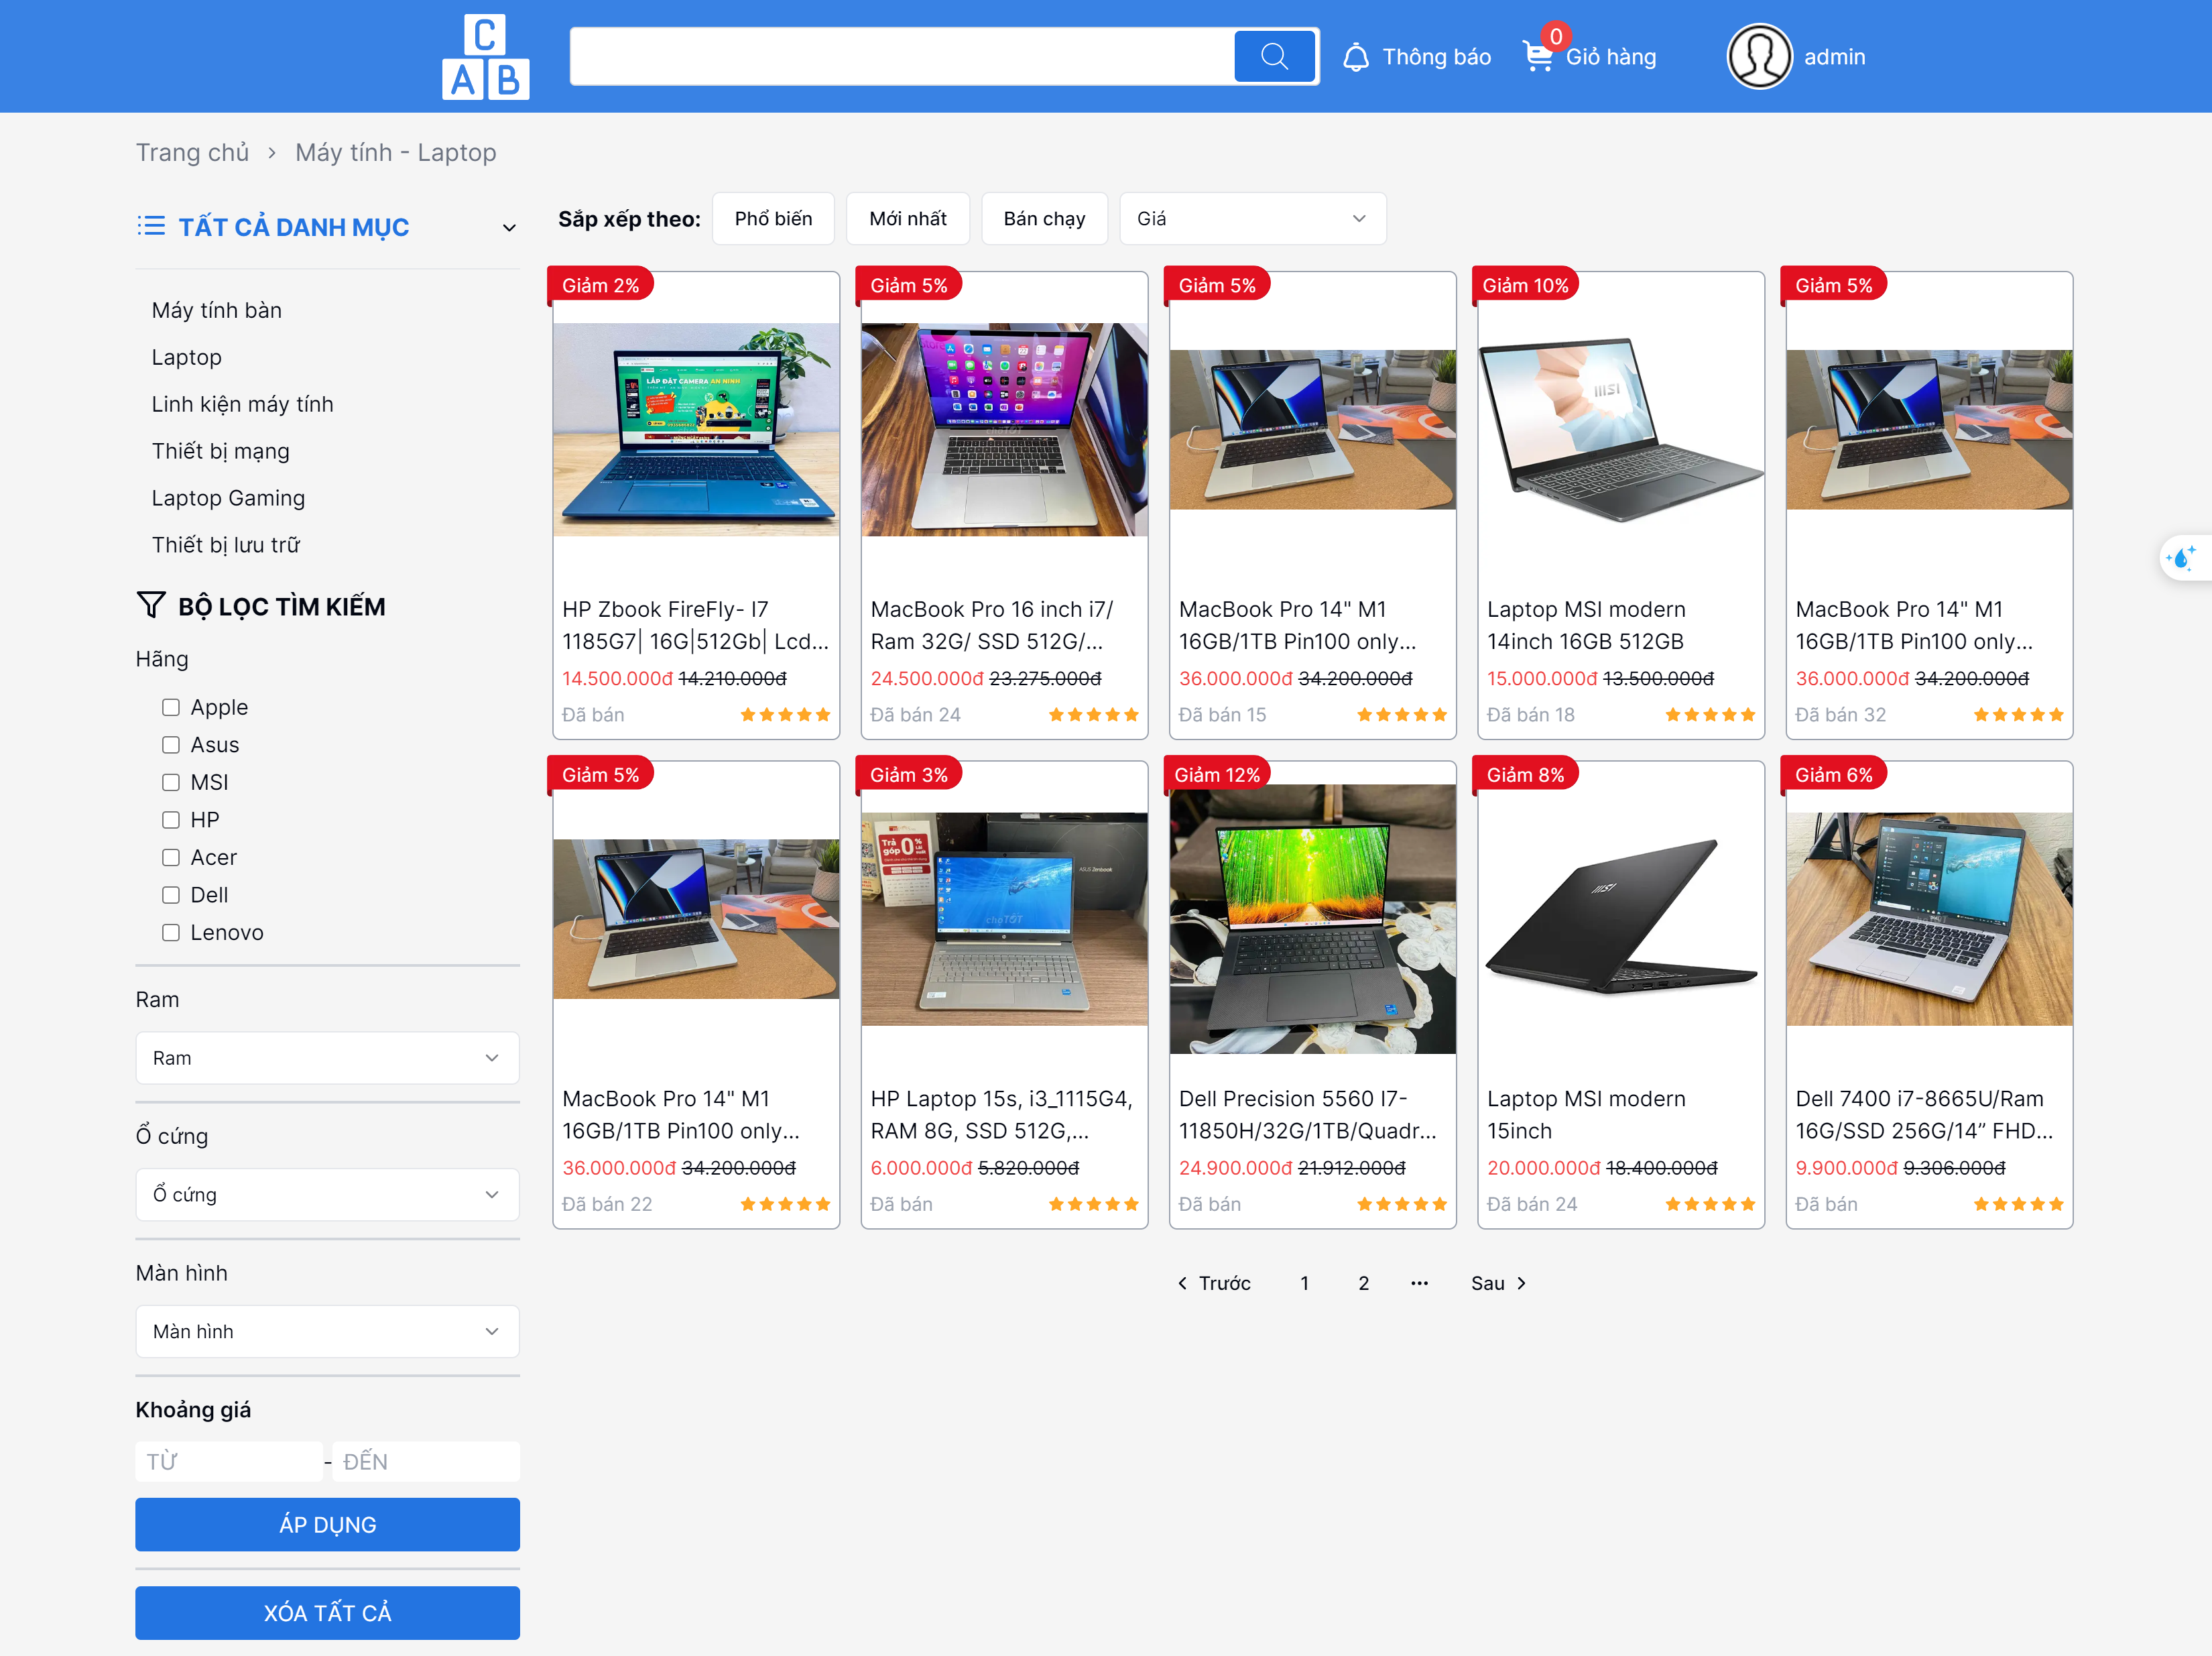 C
A B
Thông báo
0
Giỏ hàng
admin
Trang chủ > Máy tính - Laptop
TẤT CẢ DANH MỤC
Máy tính bàn
Laptop
Linh kiện máy tính
Thiết bị mạng
Laptop Gaming
Thiết bị lưu trữ
BỘ LỌC TÌM KIẾM
Hãng
Apple
Asus
MSI
HP
Acer
Dell
Lenovo
Ram
Ram
Ổ cứng
Ổ cứng
Màn hình
Màn hình
Khoảng giá
TỪ - ĐẾN
ÁP DỤNG
XÓA TẤT CẢ
Sắp xếp theo: Phổ biến Mới nhất Bán chạy Giá
Giảm 2%
LẮP ĐẶT CAMERA AN NINH
HP Zbook FireFly- I7
1185G7| 16G|512Gb| Lcd...
14.500.000đ 14.210.000đ
Đã bán
Giảm 5%
MacBook Pro 16 inch i7/
Ram 32G/ SSD 512G/...
24.500.000đ 23.275.000đ
Đã bán 24
Giảm 5%
MacBook Pro 14" M1
16GB/1TB Pin100 only...
36.000.000đ 34.200.000đ
Đã bán 15
Giảm 10%
msi
Laptop MSI modern
14inch 16GB 512GB
15.000.000đ 13.500.000đ
Đã bán 18
Giảm 5%
MacBook Pro 14" M1
16GB/1TB Pin100 only...
36.000.000đ 34.200.000đ
Đã bán 32
Giảm 5%
MacBook Pro 14" M1
16GB/1TB Pin100 only...
36.000.000đ 34.200.000đ
Đã bán 22
Giảm 3%
Trả
góp 0%
ASUS Zenbook
choTỐT
HP Laptop 15s, i3_1115G4,
RAM 8G, SSD 512G,...
6.000.000đ 5.820.000đ
Đã bán
Giảm 12%
Dell Precision 5560 I7-
11850H/32G/1TB/Quadr...
24.900.000đ 21.912.000đ
Đã bán
Giảm 8%
msi
Laptop MSI modern
15inch
20.000.000đ 18.400.000đ
Đã bán 24
Giảm 6%
Dell 7400 i7-8665U/Ram
16G/SSD 256G/14” FHD...
9.900.000đ 9.306.000đ
Đã bán
Trước 1 2 ... Sau